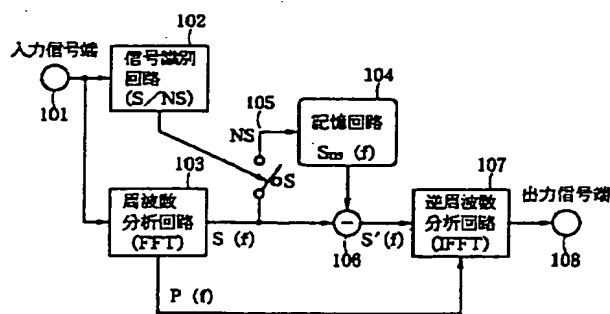 102
入力信号端
信号識別
回路
(S/NS)
101
105
NS
104
記憶回路
Sns (f)
S
103
周波数
分析回路
(FFT)
S (f)
106
S'(f)
107
逆周波数
分析回路
(IFFT)
出力信号端
108
P (f)